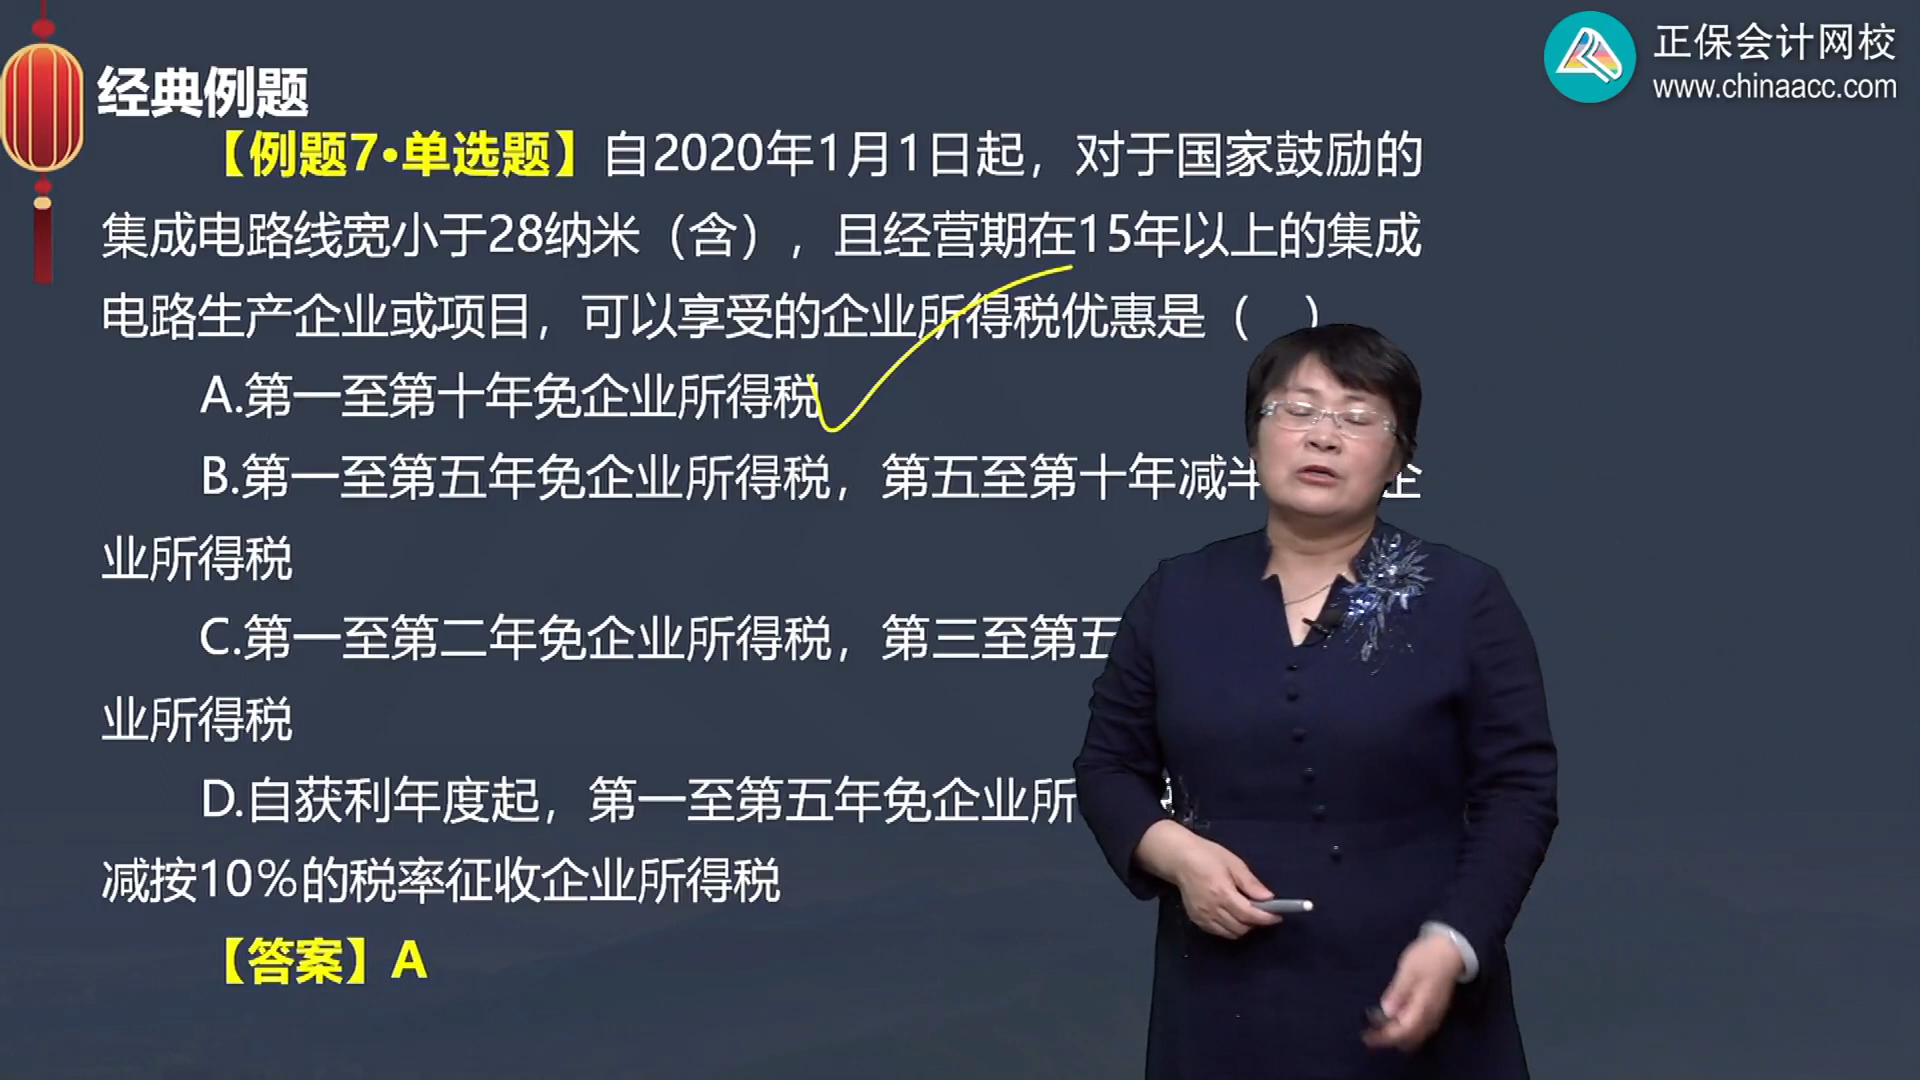 正保会计网校
www.chinaacc.com
经典例题
【例题7•单选题】自2020年1月1日起，对于国家鼓励的
集成电路线宽小于28纳米（含），且经营期在15年以上的集成
电路生产企业或项目，可以享受的企业所得税优惠是（ ）
A.第一至第十年免企业所得税
B.第一至第五年免企业所得税，第五至第十年减半 企
业所得税
C.第一至第二年免企业所得税，第三至第五
业所得税
D.自获利年度起，第一至第五年免企业所
减按10%的税率征收企业所得税
【答案】A